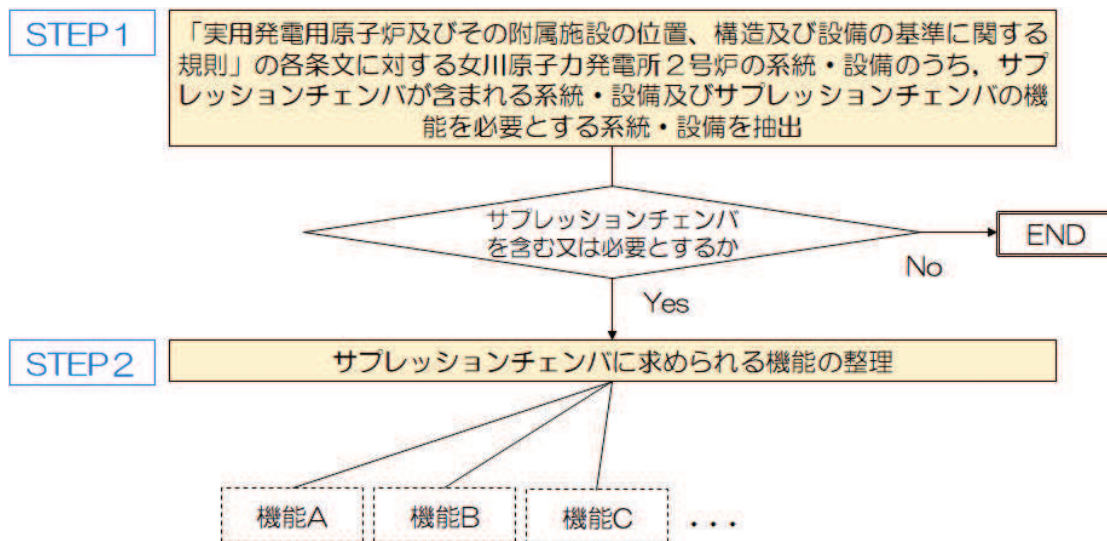 STEP1
「実用発電用原子炉及びその附属施設の位置、構造及び設備の基準に関する
規則」の各条文に対する女川原子力発電所2号炉の系統・設備のうち，サプ
レッションチェンバが含まれる系統・設備及びサプレッションチェンバの機
能を必要とする系統・設備を抽出
サプレッションチェンバ
を含む又は必要とするか
END
No
Yes
STEP2
サプレッションチェンバに求められる機能の整理
機能A
機能B
機能C
・・・